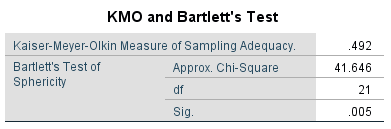 KMO and Bartlett's Test
Kaiser-Meyer-Olkin Measure of Sampling Adequacy. .492
Bartlett's Test of Approx. Chi-Square 41.646
Sphericity
df 21
Sig. .005